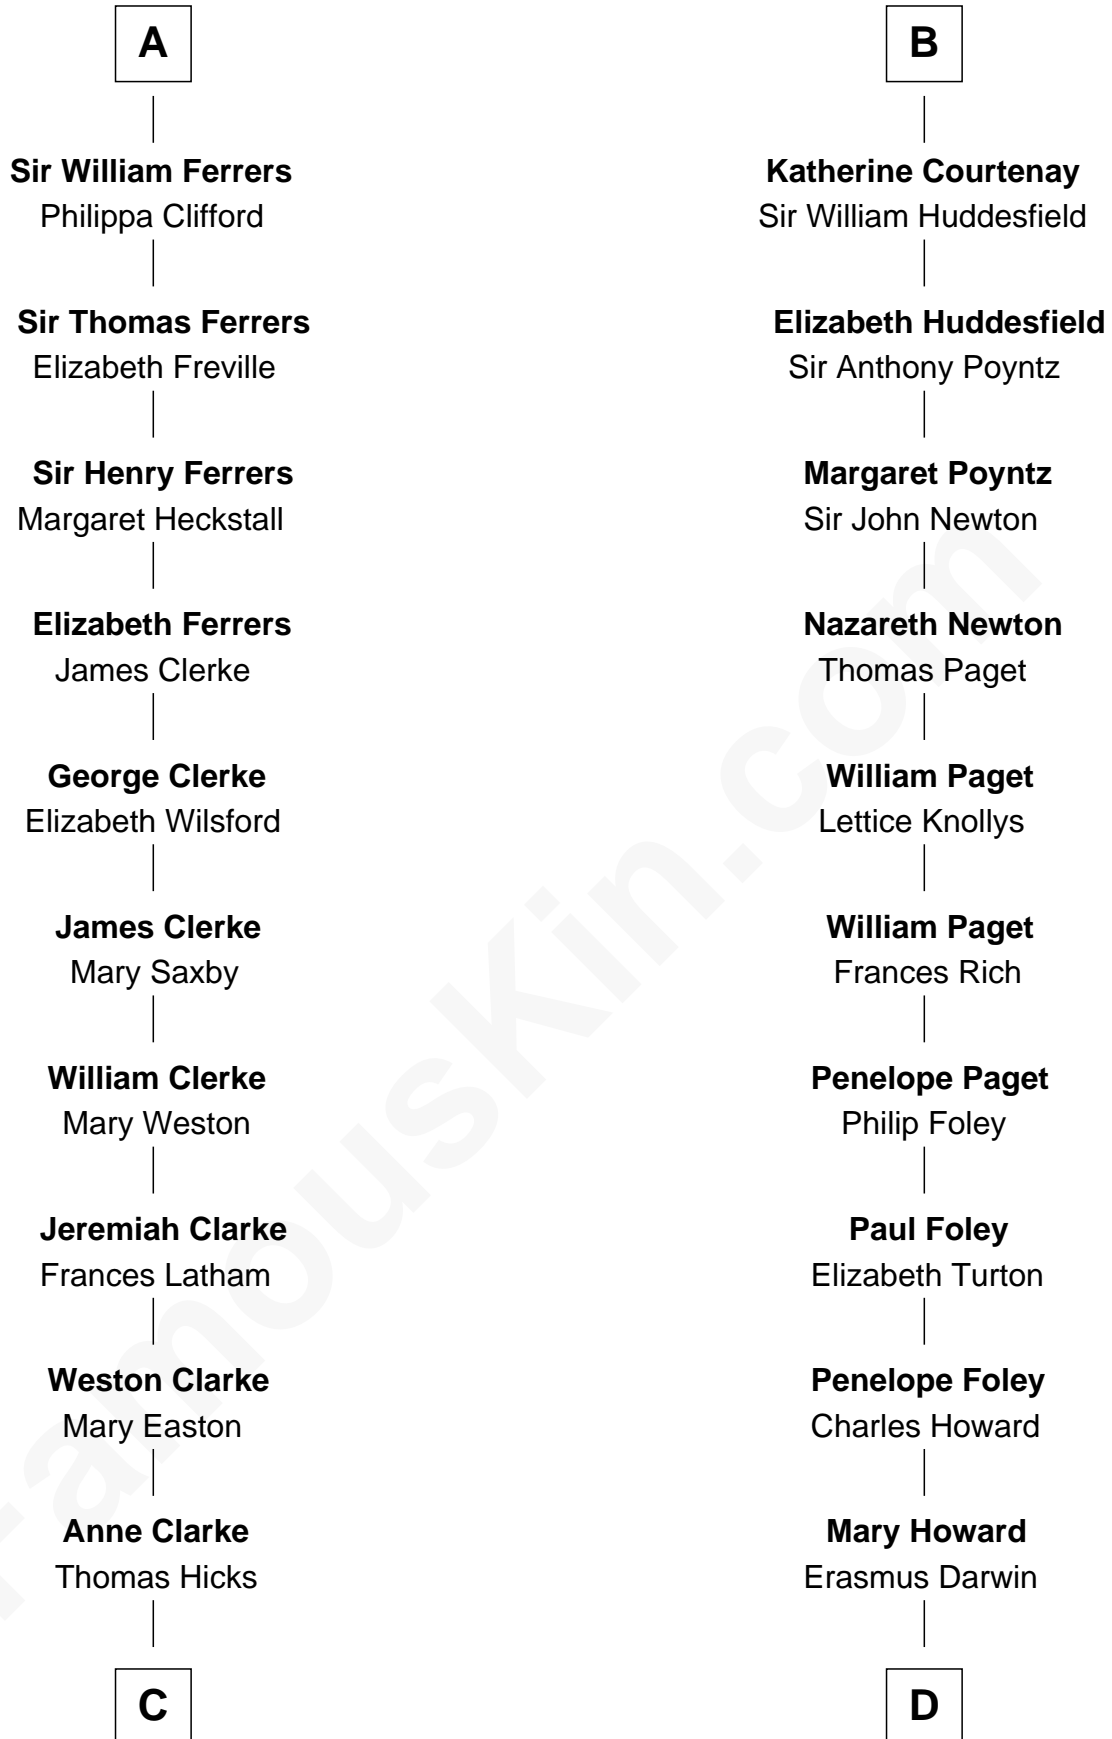 A
Sir William Ferrers
Philippa Clifford
Sir Thomas Ferrers
Elizabeth Freville
Sir Henry Ferrers
Margaret Heckstall
Elizabeth Ferrers
James Clerke
George Clerke
Elizabeth Wilsford
James Clerke
Mary Saxby
William Clerke
Mary Weston
Jeremiah Clarke
Frances Latham
Weston Clarke
Mary Easton
Anne Clarke
Thomas Hicks
C
B
Katherine Courtenay
Sir William Huddesfield
Elizabeth Huddesfield
Sir Anthony Poyntz
Margaret Poyntz
Sir John Newton
Nazareth Newton
Thomas Paget
William Paget
Lettice Knollys
William Paget
Frances Rich
Penelope Paget
Philip Foley
Paul Foley
Elizabeth Turton
Penelope Foley
Charles Howard
Mary Howard
Erasmus Darwin
D
FamousKin.com